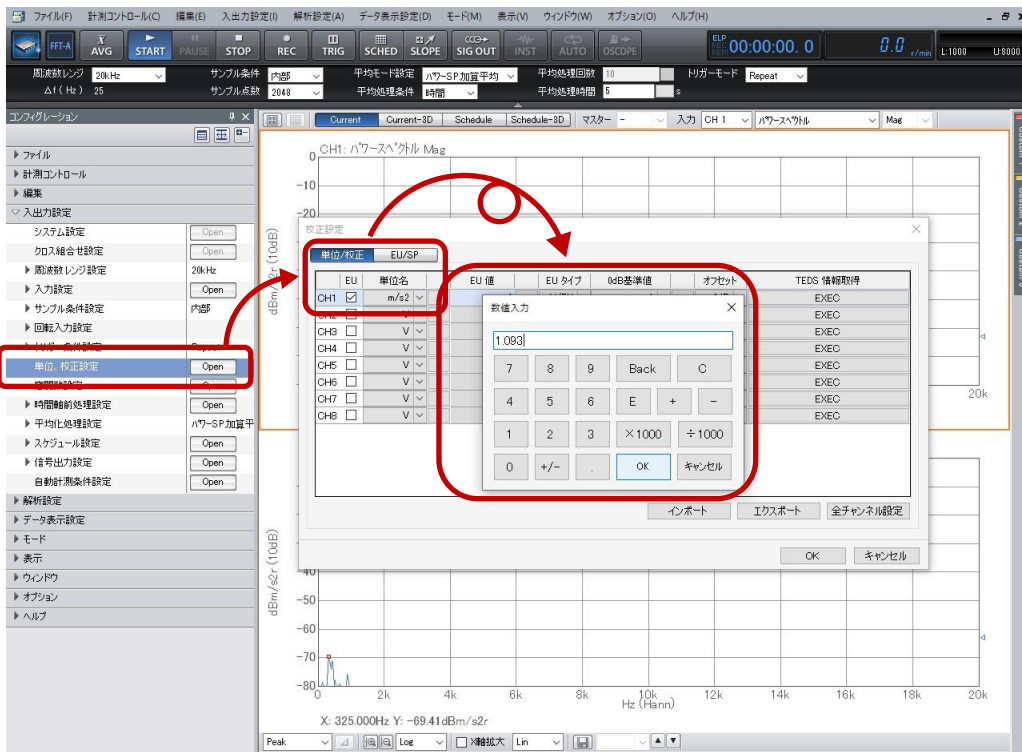 ファイル(F) 計測コントロール(C) 編集(E) 入出力設定(I) 解析設定(A) データ表示設定(D) モード(M) 表示(V) ウィンドウ(W) オプション(O) ヘルプ(H)
FFT-A AVG START PAUSE STOP REC TRIG SCHED SLOPE SIG OUT INST AUTO OSCOPE ELP REC REM 00:00:00. 0 0.0 r/min L:1000 U:8000
周波数レンジ 20kHz サンプル条件 内部 平均モード設定 パワーSP加算平均 平均処理回数 10 トリガーモード Repeat
Δf ( Hz ) 25 サンプル点数 2048 平均処理条件 時間 平均処理時間 5 s
コンフィグレーション
Current Current-3D Schedule Schedule-3D マスター - 入力 CH 1 パワースペクトル Mag
ファイル
計測コントロール
編集
入出力設定
システム設定 Open
クロス組合せ設定 Open
周波数レンジ設定 20kHz
入力設定 Open
サンプル条件設定 内部
回転入力設定
単位、校正設定 Open
時間軸前処理設定 Open
平均化処理設定 パワーSP加算平
スケジュール設定 Open
信号出力設定 Open
自動計測条件設定 Open
解析設定
データ表示設定
モード
表示
ウィンドウ
オプション
ヘルプ
CH1: パワースペクトル Mag
0
-10
-20
dBm/s2r (10dB)
20k
校正設定
単位/校正 EU/SP
EU 単位名 EU 値 EU タイプ 0dB基準値 オフセット TEDS 情報取得
CH1 m/s2 EXEC
CH2 V EXEC
CH3 V EXEC
CH4 V EXEC
CH5 V EXEC
CH6 V EXEC
CH7 V EXEC
CH8 V EXEC
数値入力
1.093
7 8 9 Back C
4 5 6 E + -
1 2 3 ×1000 ÷1000
0 +/- . OK キャンセル
インポート エクスポート 全チャンネル設定
OK キャンセル
dBm/s2r (10dB)
-40
-50
-60
-70
-80
0 2k 4k 6k 8k 10k 12k 14k 16k 18k 20k
Hz (Hann)
X: 325.000Hz Y: -69.41dBm/s2r
Peak Log X軸拡大 Lin